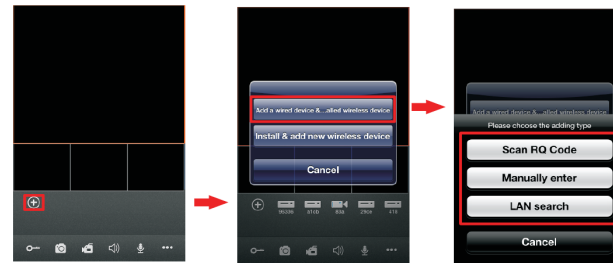 Add a wired device & ...alled wireless device
Install & add new wireless device
Cancel
Add a wired device & ...alled wireless device
Please choose the adding type
Scan RQ Code
Manually enter
LAN search
Cancel